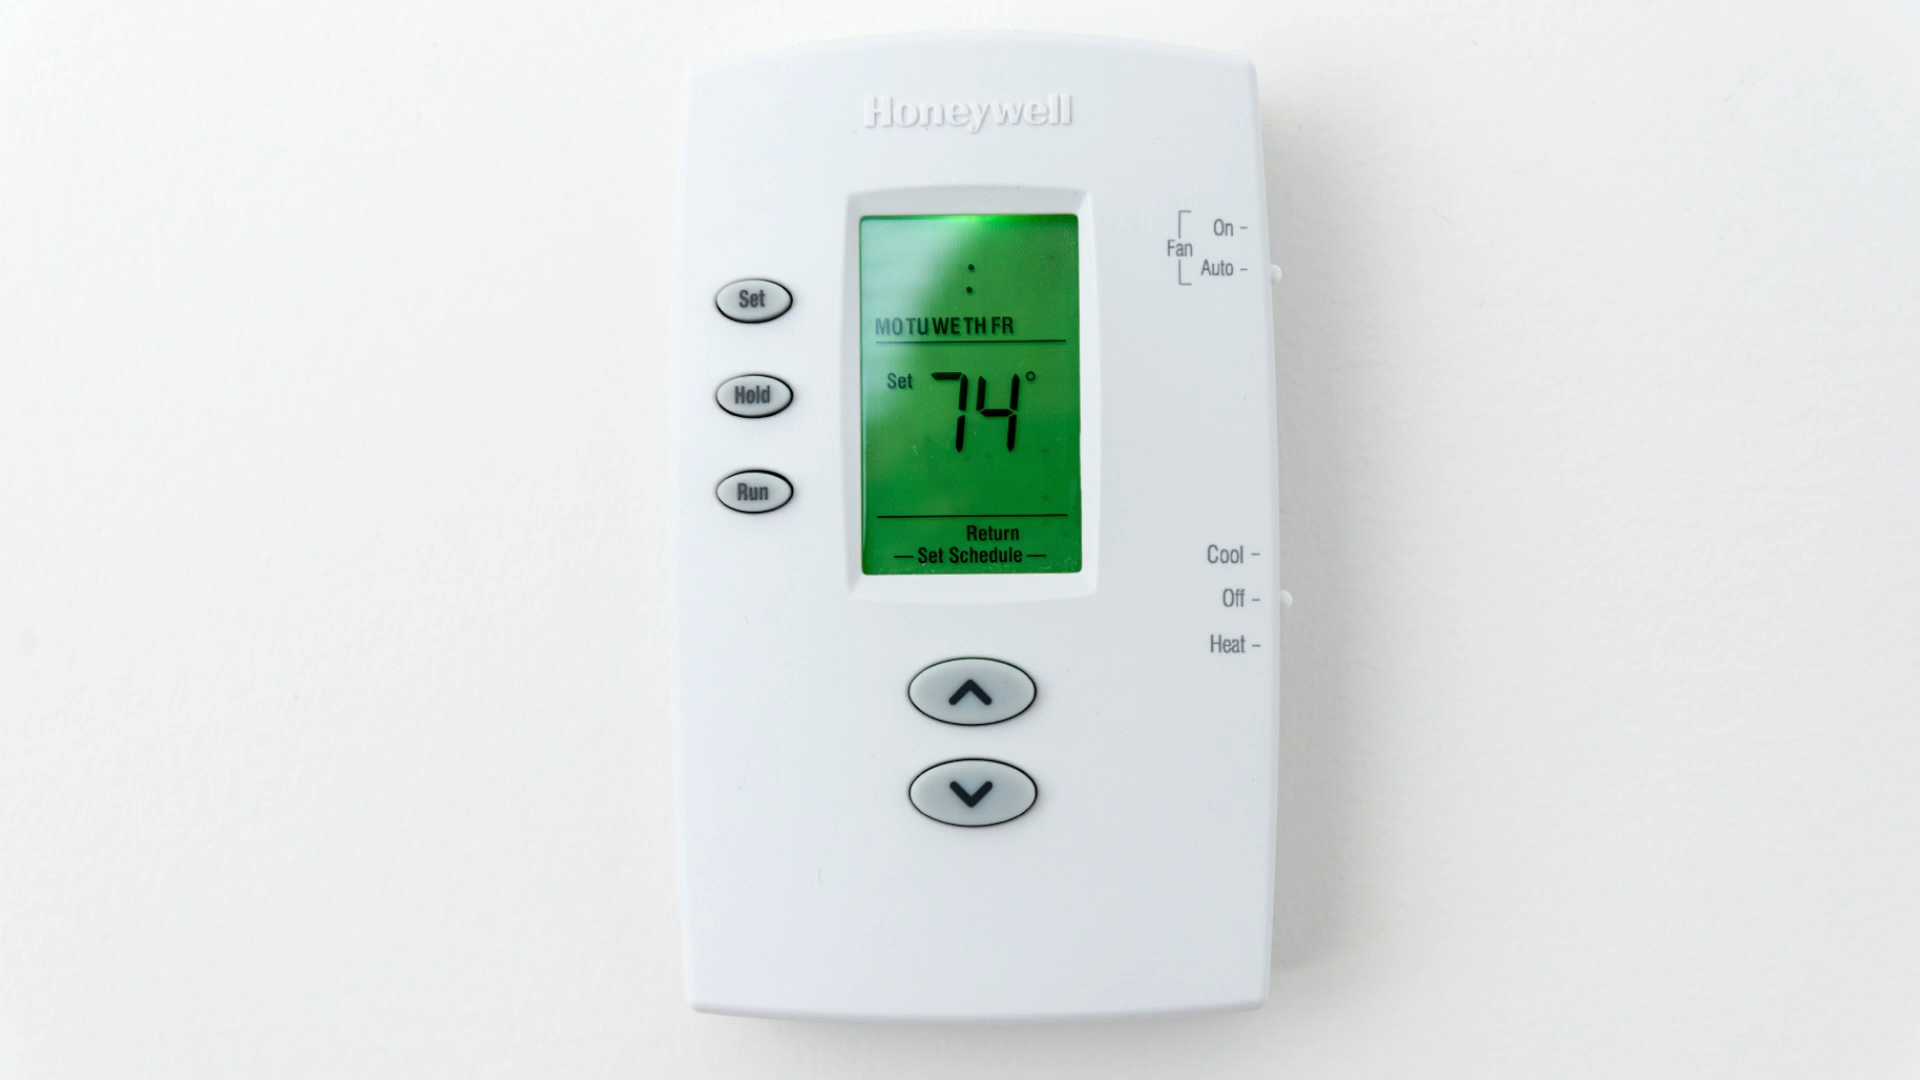 Honeywell
On -
Fan
Auto -
Set
:
MO TU WE TH FR
Set 74°
Hold
Run
Return
— Set Schedule —
Cool -
Off -
Heat -